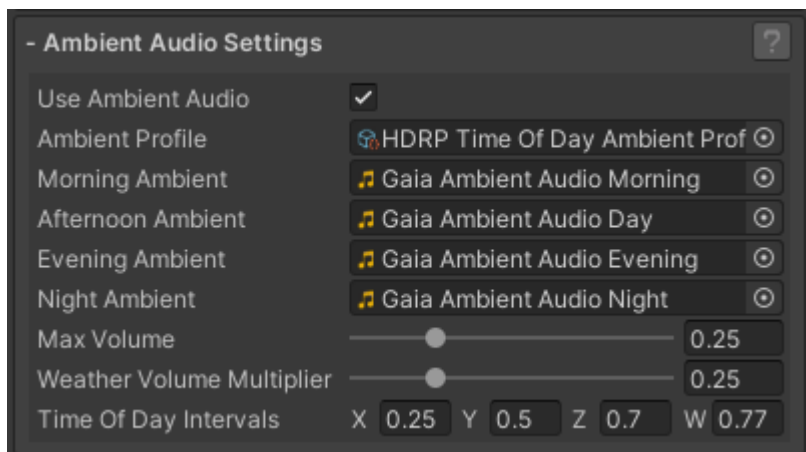 - Ambient Audio Settings ?
Use Ambient Audio
Ambient Profile HDRP Time Of Day Ambient Prof
Morning Ambient Gaia Ambient Audio Morning
Afternoon Ambient Gaia Ambient Audio Day
Evening Ambient Gaia Ambient Audio Evening
Night Ambient Gaia Ambient Audio Night
Max Volume 0.25
Weather Volume Multiplier 0.25
Time Of Day Intervals X 0.25 Y 0.5 Z 0.7 W 0.77